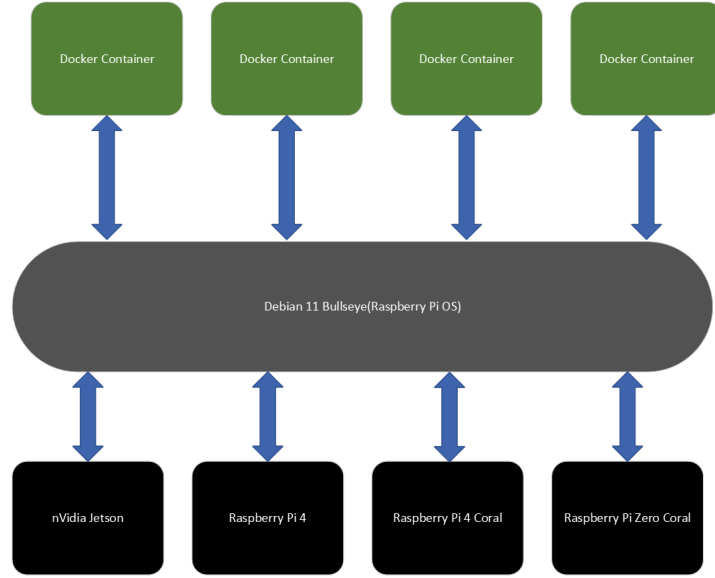 Docker Container
Docker Container
Docker Container
Docker Container
Debian 11 Bullseye(Raspberry Pi OS)
nVidia Jetson
Raspberry Pi 4
Raspberry Pi 4 Coral
Raspberry Pi Zero Coral